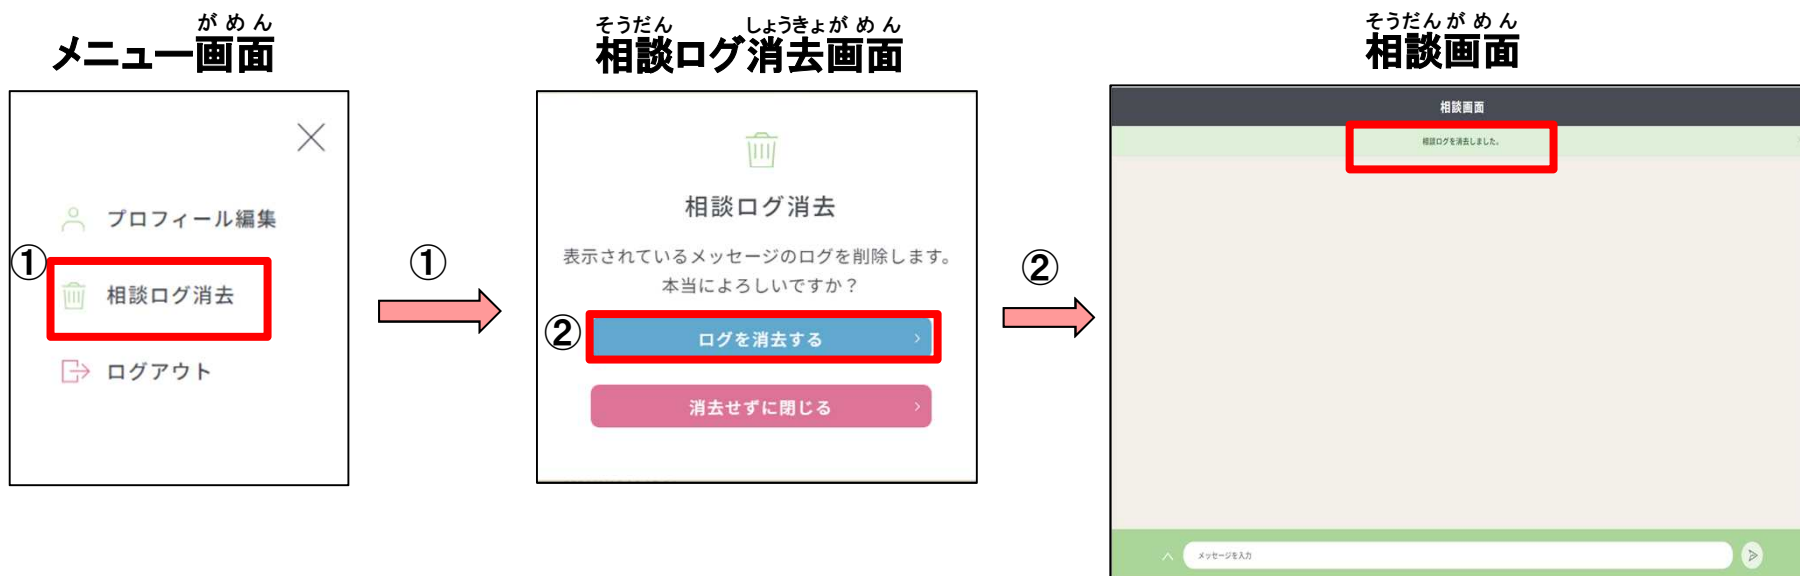 がめん
メニュー画面
①
プロフィール編集
相談ログ消去
ログアウト
①
そうだん しょうきょがめん
相談ログ消去画面
相談ログ消去
表示されているメッセージのログを削除します。
本当によろしいですか？
②
ログを消去する
消去せずに閉じる
②
そうだんがめん
相談画面
相談画面
相談ログを消去しました。
メッセージを入力